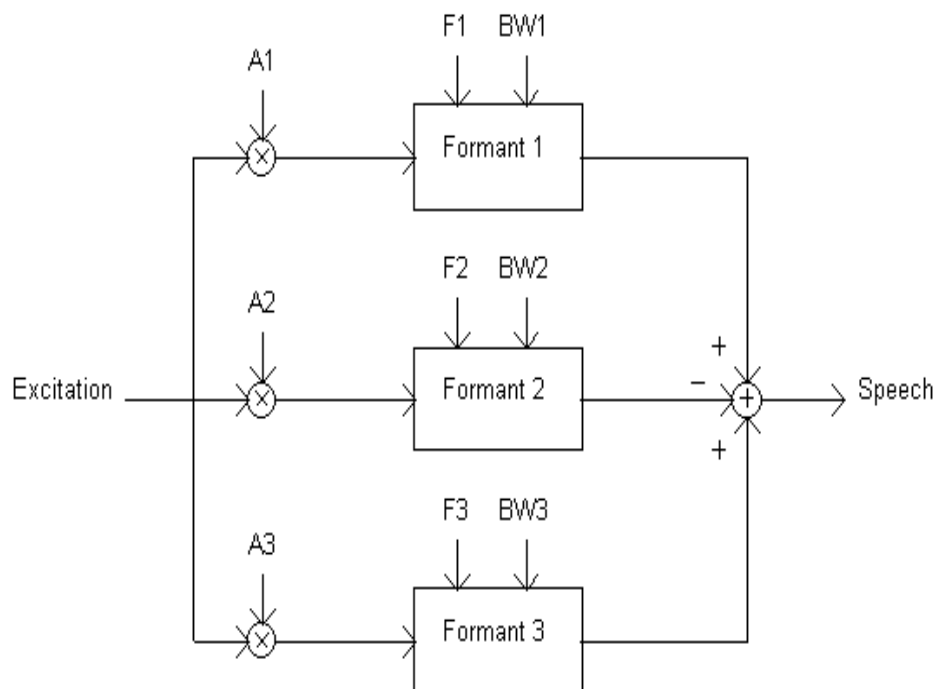 F1 BW1
A1
Formant 1
F2 BW2
A2
+
Excitation
×
Formant 2
−
+
Speech
+
F3 BW3
A3
×
Formant 3